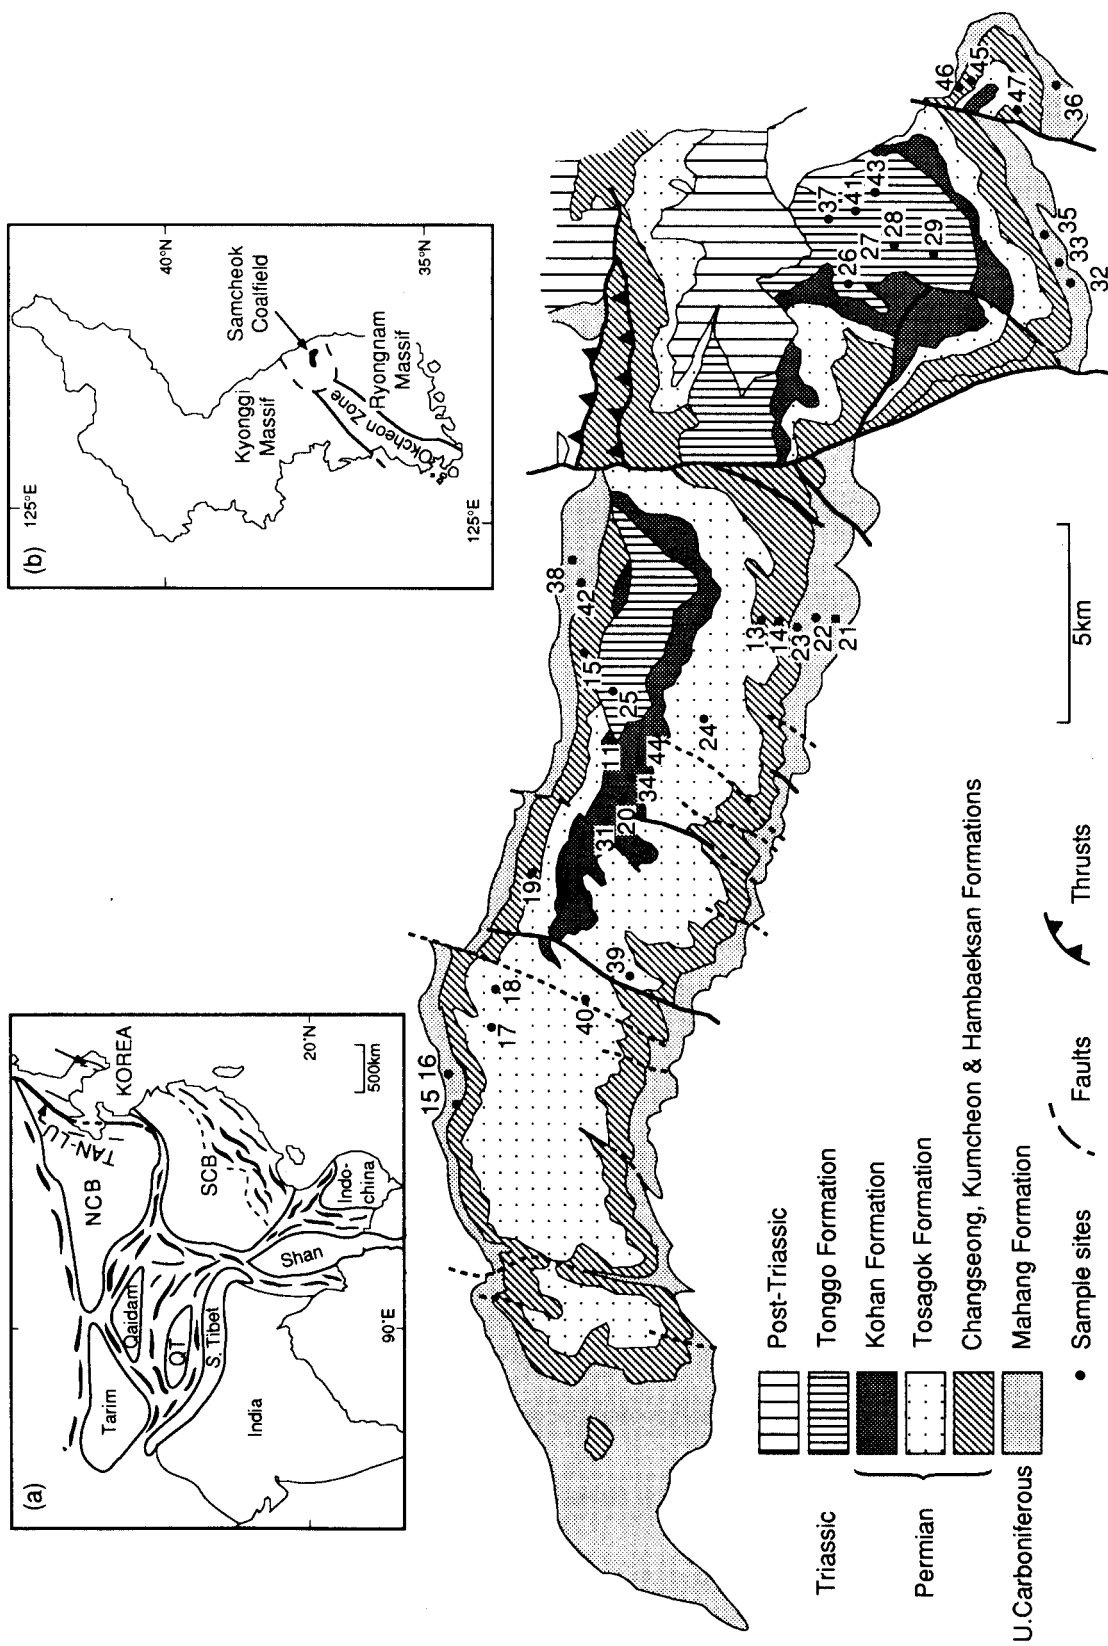 (a)
TAN-LU
KOREA
NCB
SCB
20°N
500km
Tarim
Qaidam
QT
S. Tibet
Shan
Indo-
china
India
90°E
(b)
125°E
40°N
Samcheok
Coalfield
Kyonggi
Massif
Okcheon Zone
Ryongnam
Massif
35°N
125°E
15 16
17
18
19
40
39
31
20
34
44
11
25
15
42
38
24
13
14
23
22
21
26
27
28
29
37
41
43
46
45
47
36
35
33
32
5km
Triassic
Permian
U.Carboniferous
Post-Triassic
Tonggo Formation
Kohan Formation
Tosagok Formation
Changseong, Kumcheon & Hambaeksan Formations
Mahang Formation
Sample sites
Faults
Thrusts